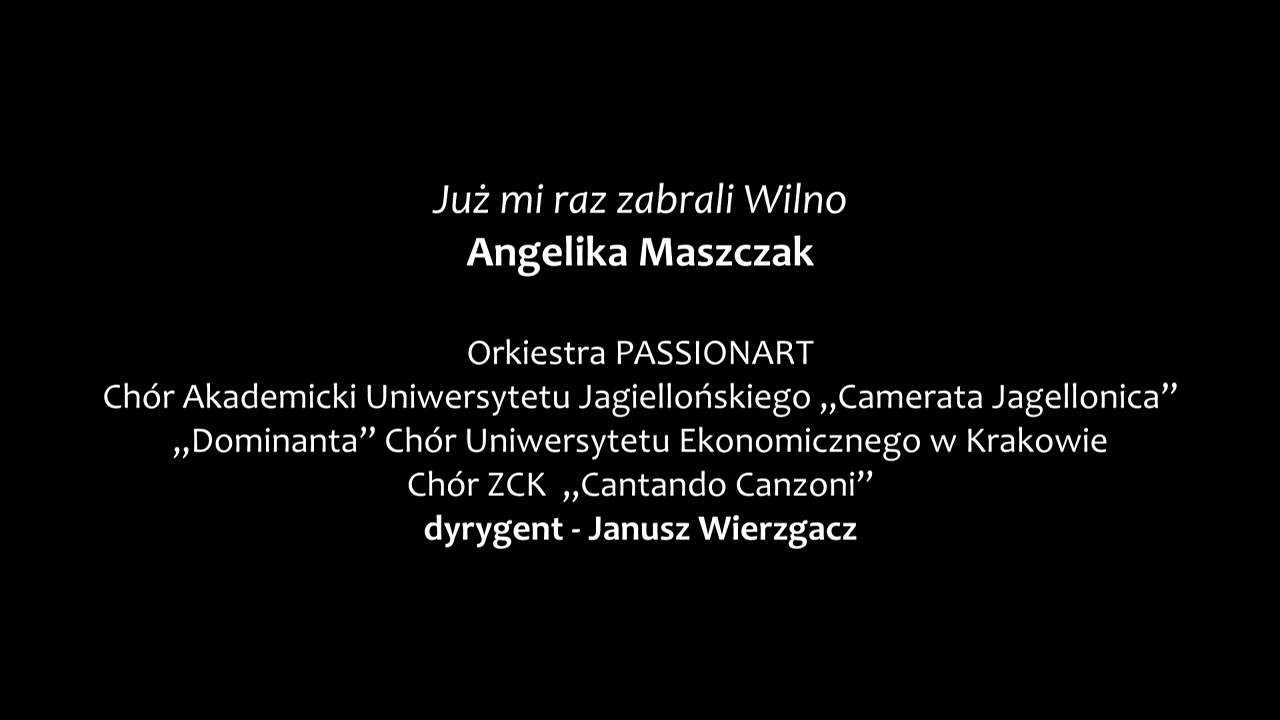 Już mi raz zabrali Wilno
Angelika Maszczak
Orkiestra PASSIONART
Chór Akademicki Uniwersytetu Jagiellońskiego „Camerata Jagellonica”
„Dominanta” Chór Uniwersytetu Ekonomicznego w Krakowie
Chór ZCK „Cantando Canzoni”
dyrygent - Janusz Wierzgacz